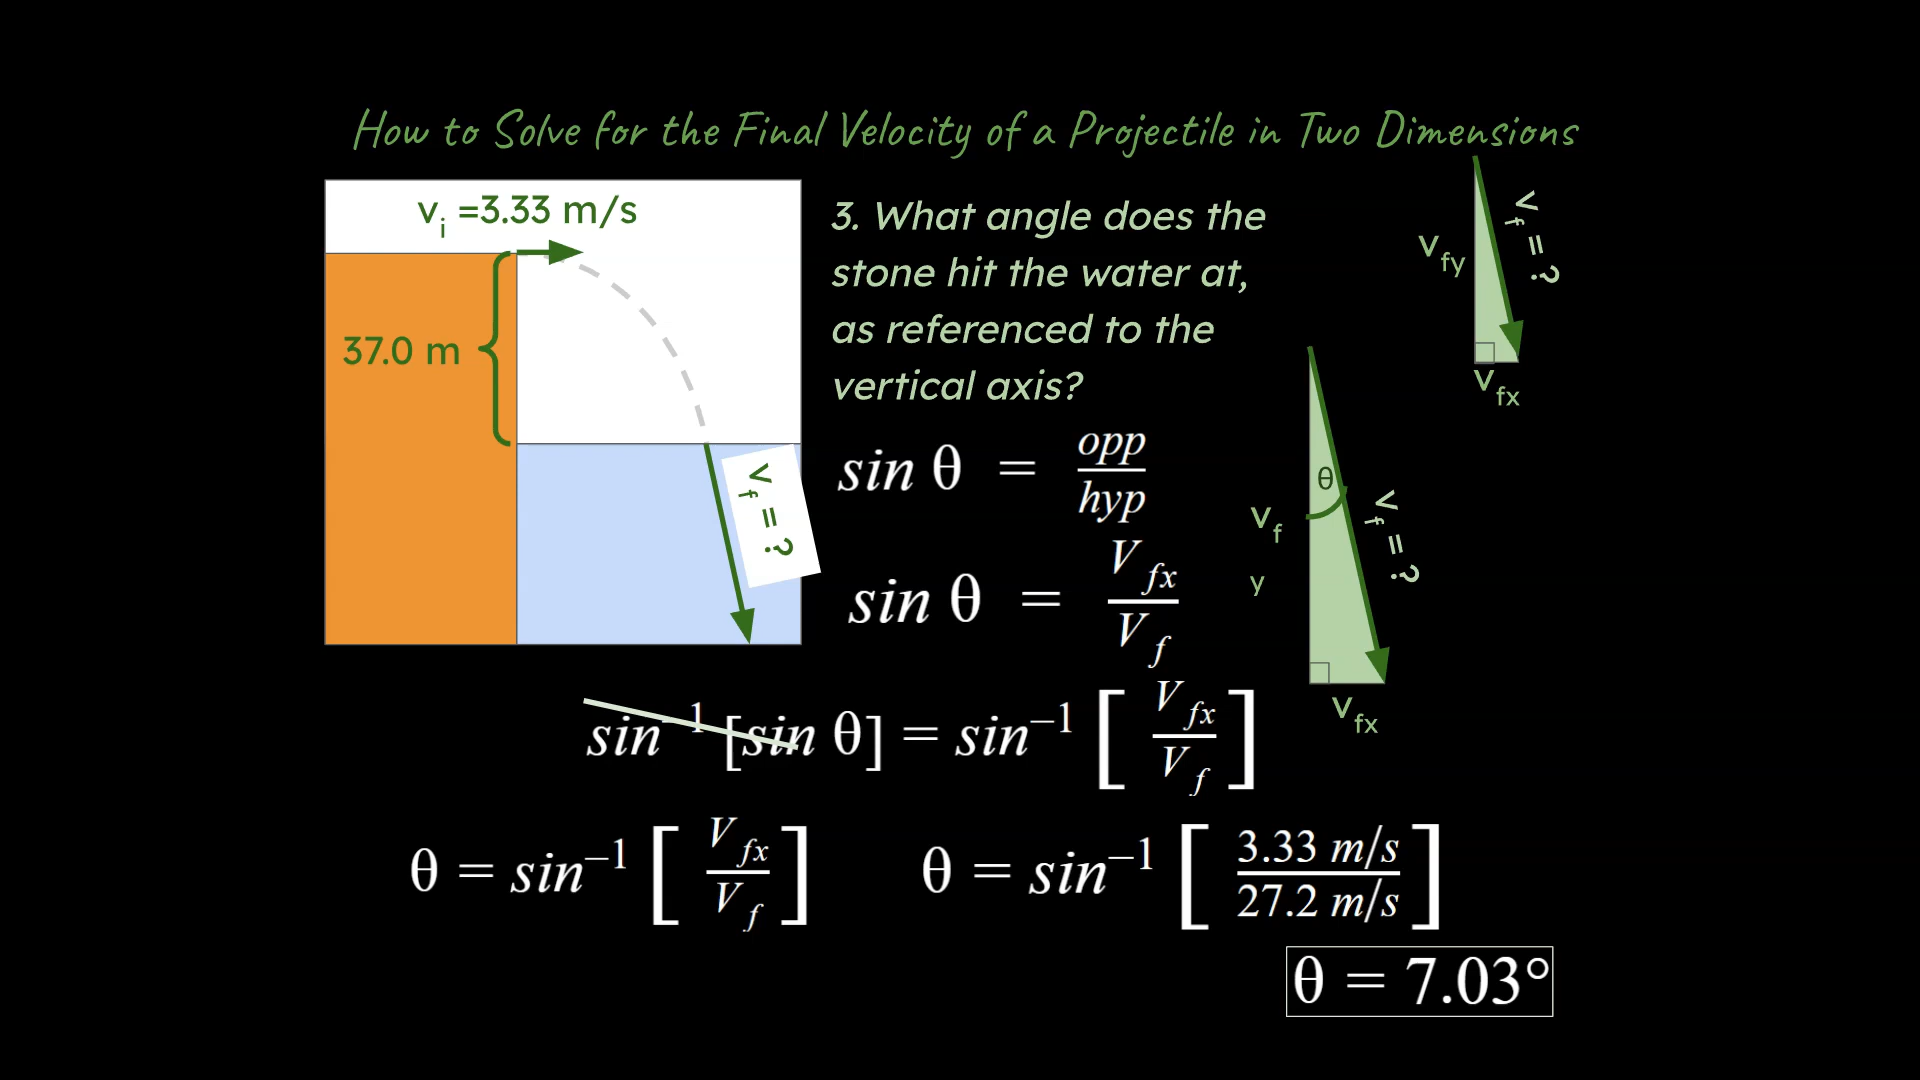 How to Solve for the Final Velocity of a Projectile in Two Dimensions
vi =3.33 m/s
37.0 m
vf = ?
3. What angle does the
stone hit the water at,
as referenced to the
vertical axis?
sin θ = opp/hyp
sin θ = Vfx/Vf
sin⁻¹ [sin θ] = sin⁻¹ [Vfx/Vf]
θ = sin⁻¹ [Vfx/Vf]
θ = sin⁻¹ [3.33 m/s / 27.2 m/s]
θ = 7.03°
vfy
vf = ?
vfx
θ
vf
y
vf = ?
vfx